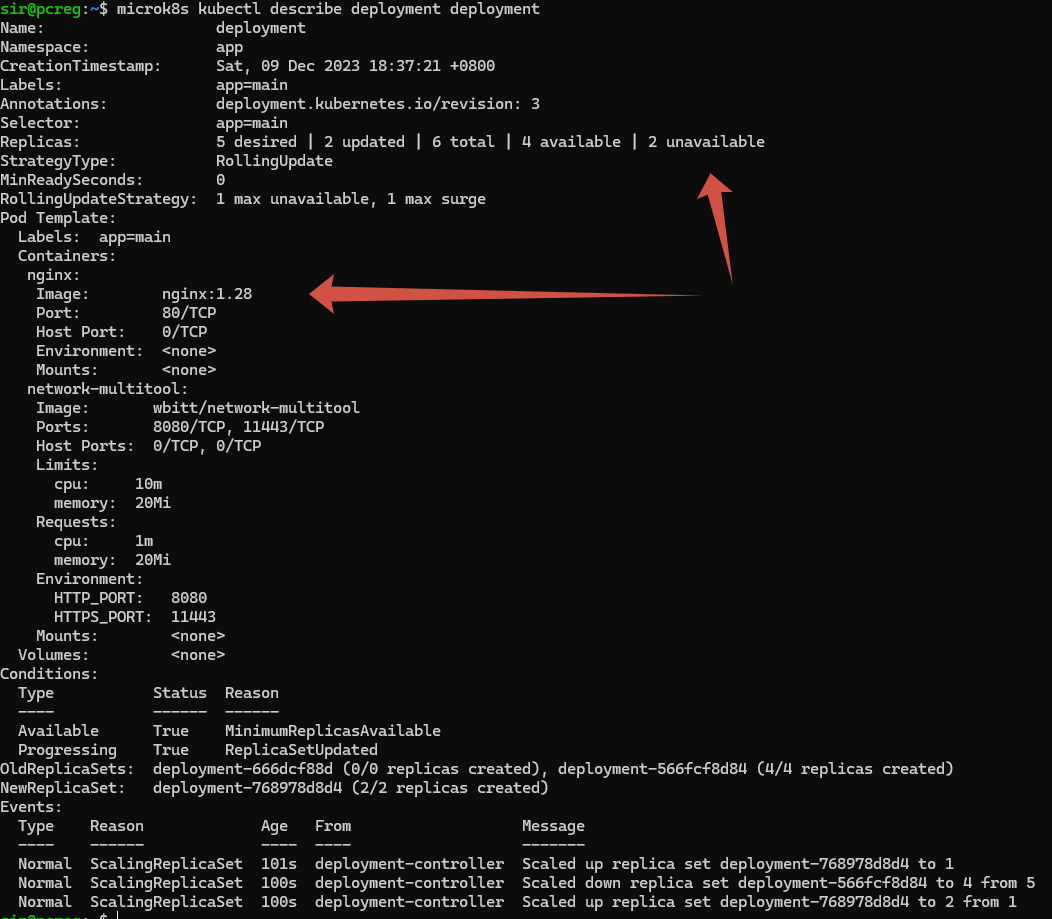 sir@pcreg:~$ microk8s kubectl describe deployment deployment
Name:                   deployment
Namespace:              app
CreationTimestamp:      Sat, 09 Dec 2023 18:37:21 +0800
Labels:                 app=main
Annotations:            deployment.kubernetes.io/revision: 3
Selector:               app=main
Replicas:               5 desired | 2 updated | 6 total | 4 available | 2 unavailable
StrategyType:           RollingUpdate
MinReadySeconds:        0
RollingUpdateStrategy:  1 max unavailable, 1 max surge
Pod Template:
  Labels:  app=main
  Containers:
   nginx:
    Image:        nginx:1.28
    Port:         80/TCP
    Host Port:    0/TCP
    Environment:  <none>
    Mounts:       <none>
   network-multitool:
    Image:       wbitt/network-multitool
    Ports:       8080/TCP, 11443/TCP
    Host Ports:  0/TCP, 0/TCP
    Limits:
      cpu:     10m
      memory:  20Mi
    Requests:
      cpu:     1m
      memory:  20Mi
    Environment:
      HTTP_PORT:   8080
      HTTPS_PORT:  11443
    Mounts:        <none>
  Volumes:         <none>
Conditions:
  Type           Status  Reason
  ----           ------  ------
  Available      True    MinimumReplicasAvailable
  Progressing    True    ReplicaSetUpdated
OldReplicaSets:  deployment-666dcf88d (0/0 replicas created), deployment-566fcf8d84 (4/4 replicas created)
NewReplicaSet:   deployment-768978d8d4 (2/2 replicas created)
Events:
  Type    Reason             Age   From                   Message
  ----    ------             ----  ----                   -------
  Normal  ScalingReplicaSet  101s  deployment-controller  Scaled up replica set deployment-768978d8d4 to 1
  Normal  ScalingReplicaSet  100s  deployment-controller  Scaled down replica set deployment-566fcf8d84 to 4 from 5
  Normal  ScalingReplicaSet  100s  deployment-controller  Scaled up replica set deployment-768978d8d4 to 2 from 1
sir@pcreg:~$